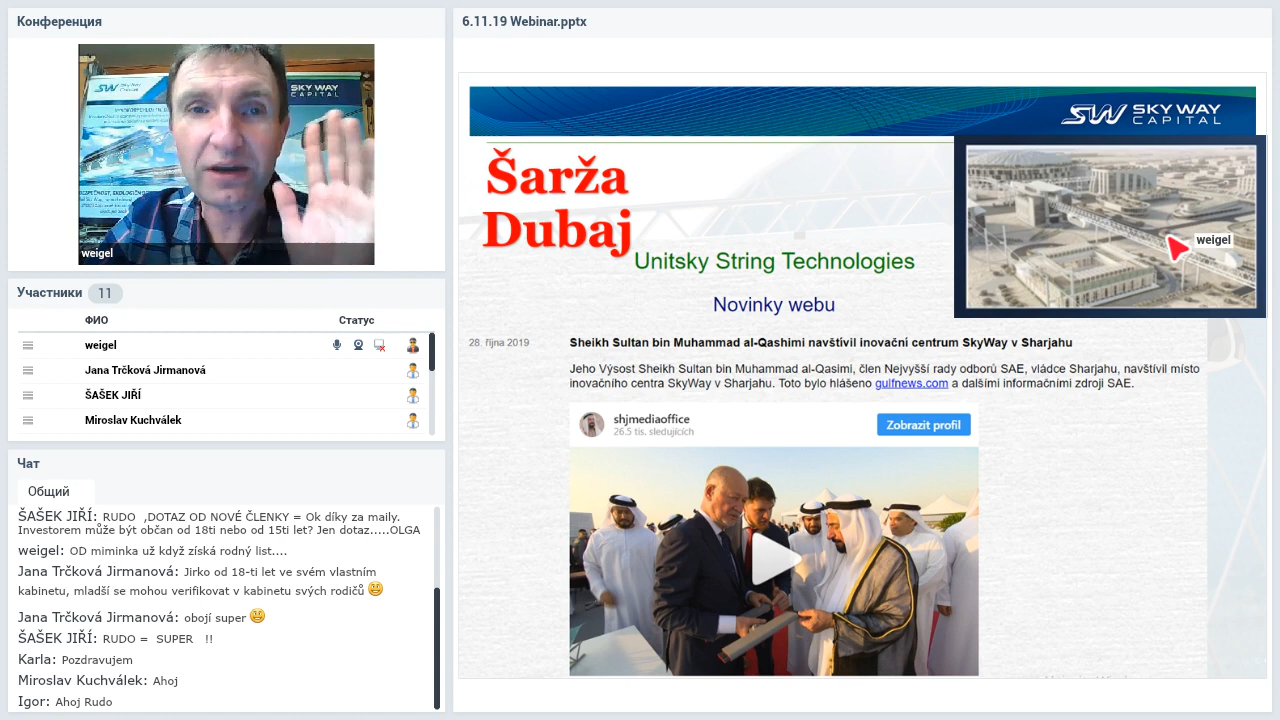 Конференция
SW SKY WAY
CAPITAL
weigel
Участники 11
ФИО Статус
weigel
Jana Trčková Jirmanová
ŠAŠEK JIŘÍ
Miroslav Kuchválek
Чат
Общий
ŠAŠEK JIŘÍ: RUDO ,DOTAZ OD NOVÉ ČLENKY = Ok díky za maily.
Investorem může být občan od 18ti nebo od 15ti let? Jen dotaz.....OLGA
weigel: OD miminka už když získá rodný list....
Jana Trčková Jirmanová: Jirko od 18-ti let ve svém vlastním
kabinetu, mladší se mohou verifikovat v kabinetu svých rodičů
Jana Trčková Jirmanová: obojí super
ŠAŠEK JIŘÍ: RUDO = SUPER !!
Karla: Pozdravujem
Miroslav Kuchválek: Ahoj
Igor: Ahoj Rudo
6.11.19 Webinar.pptx
SW SKY WAY
CAPITAL
Šarža
Dubaj
weigel
Unitsky String Technologies
Novinky webu
28. října 2019
Sheikh Sultan bin Muhammad al-Qashimi navštívil inovační centrum SkyWay v Sharjahu
Jeho Výsost Sheikh Sultan bin Muhammad al-Qasimi, člen Nejvyšší rady odborů SAE, vládce Sharjahu, navštívil místo
inovačního centra SkyWay v Sharjahu. Toto bylo hlášeno gulfnews.com a dalšími informačními zdroji SAE.
shjmediaoffice
26.5 tis. sledujících
Zobrazit profil